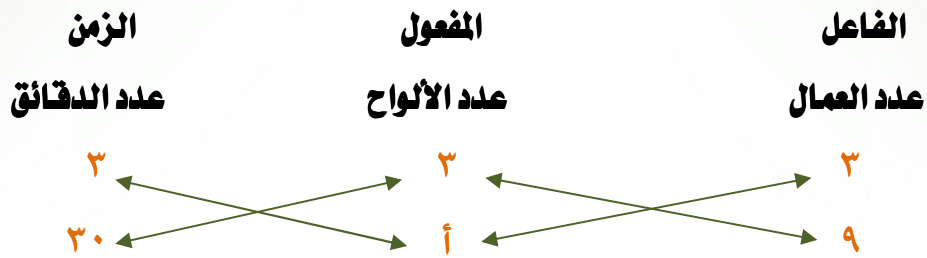 الفاعل المفعول الزمن
عدد العمال عدد الألواح عدد الدقائق
٣ ٣ ٣
٩ أ ٣٠